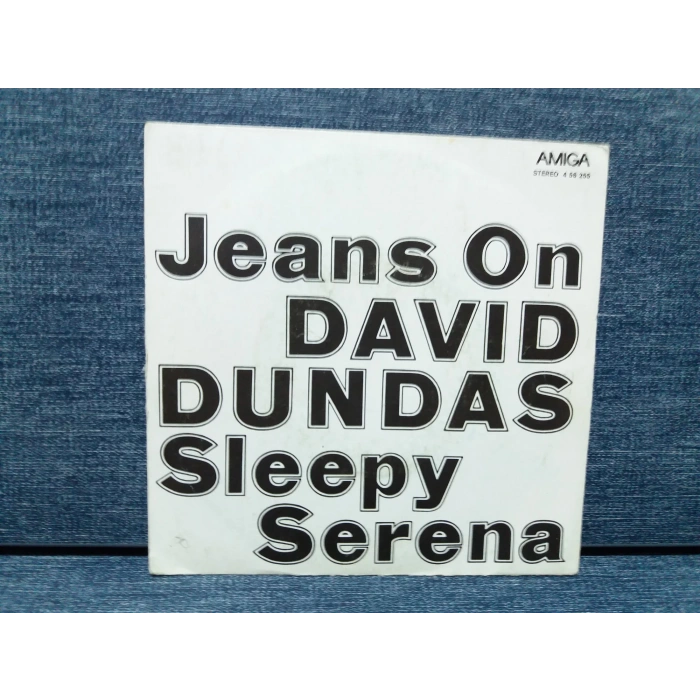 AMIGA
STEREO 4 56 255
Jeans On
DAVID
DUNDAS
Sleepy
Serena